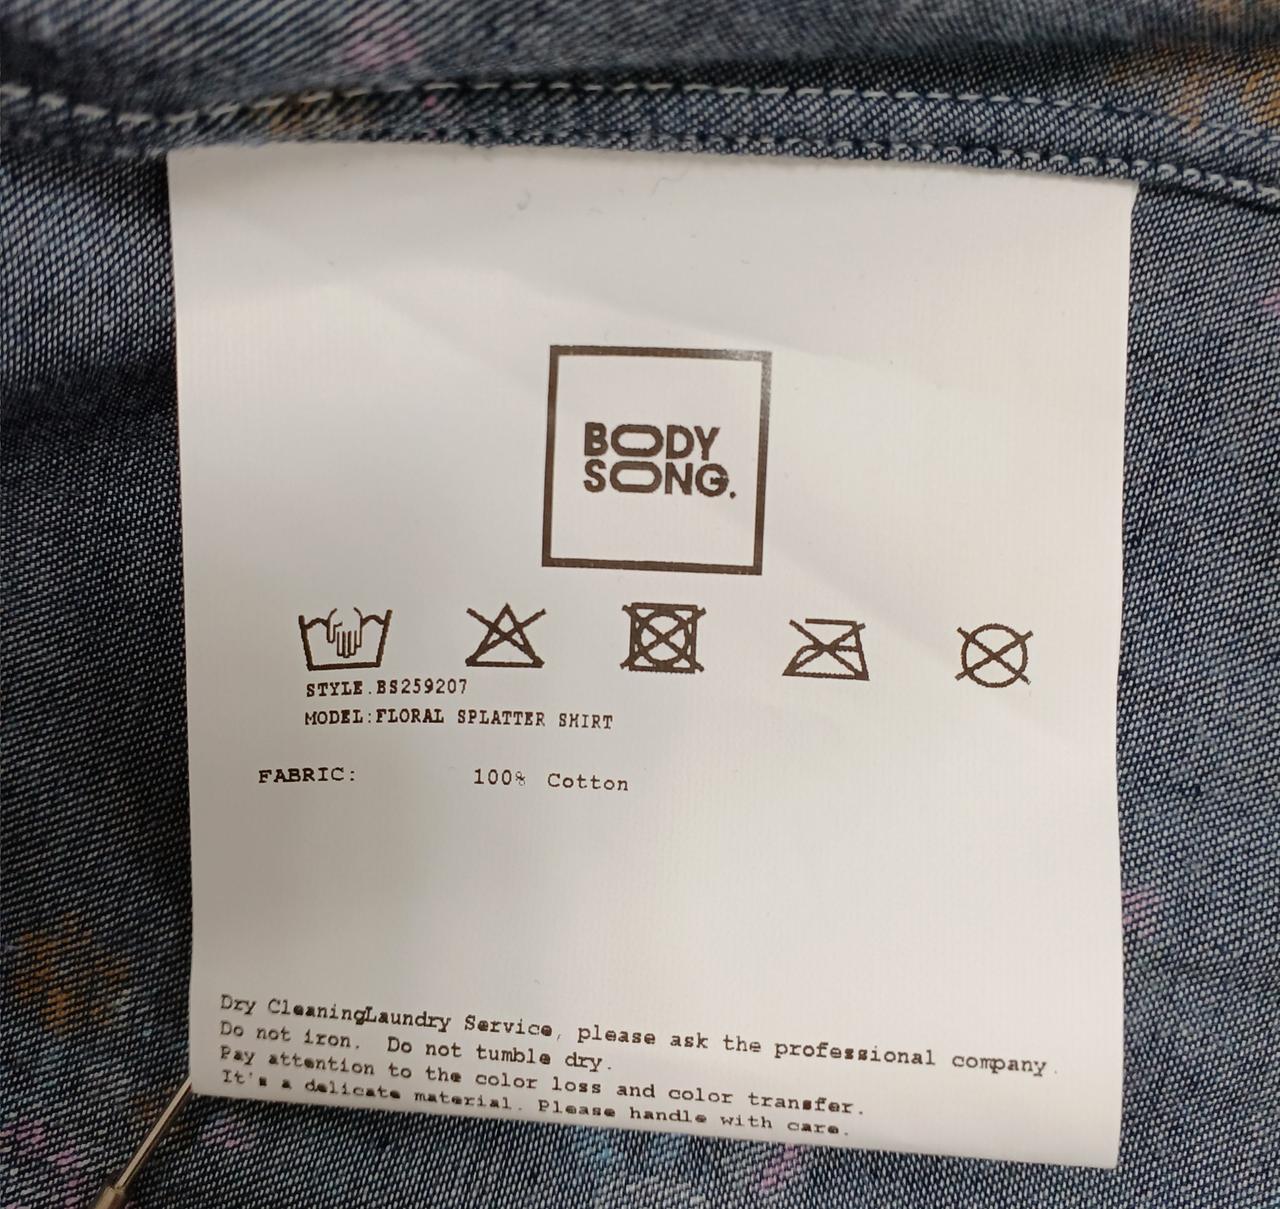 BODY
SONG.
STYLE.BS259207
MODEL:FLORAL SPLATTER SHIRT
FABRIC: 100% Cotton
Dry CleaningLaundry Service, please ask the professional company.
Do not iron. Do not tumble dry.
Pay attention to the color loss and color transfer.
It's a delicate material. Please handle with care.